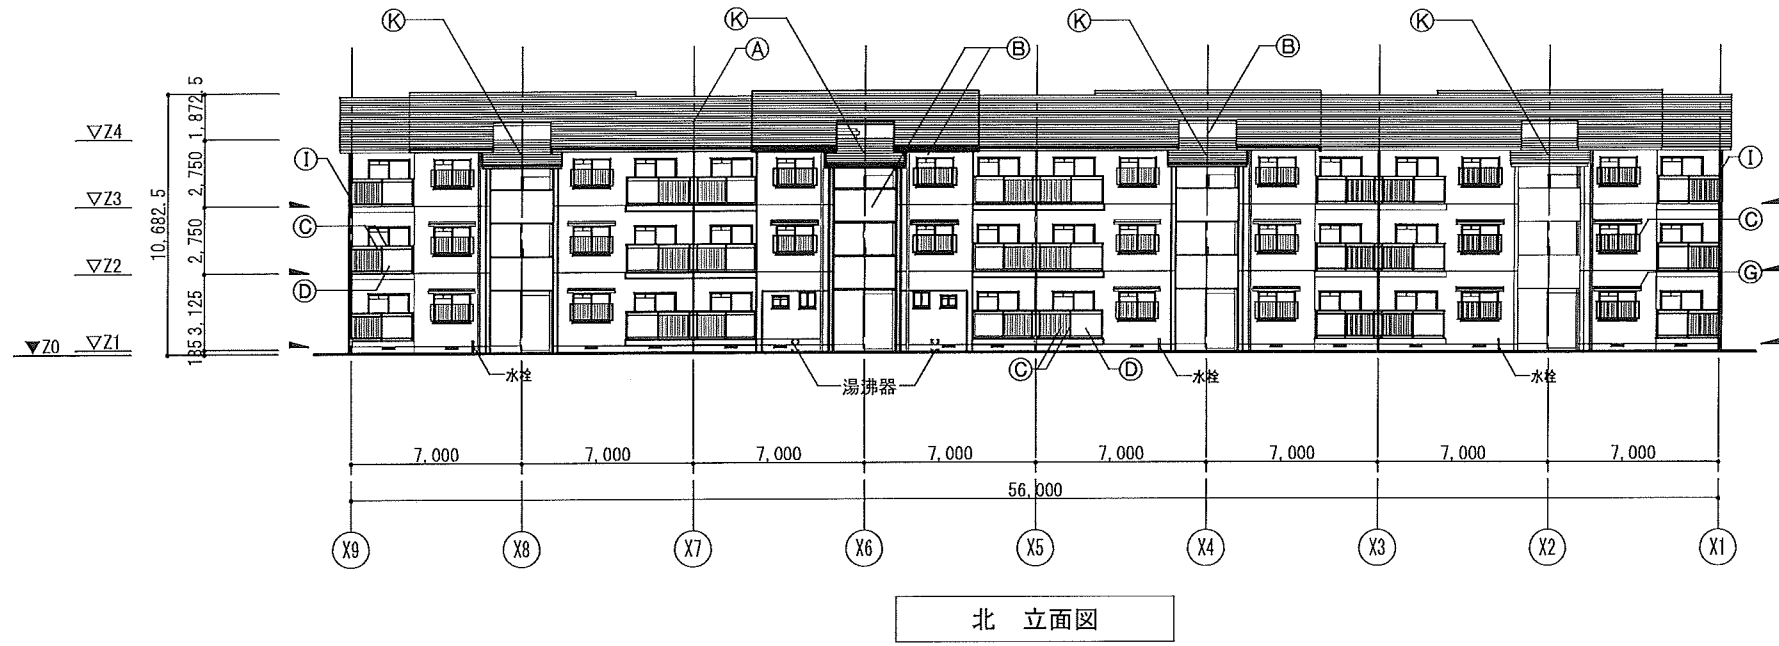 Ⓚ Ⓚ Ⓚ Ⓚ
Ⓐ Ⓑ Ⓑ
1,872.5
▽Z4
2,750
Ⓘ Ⓘ
10,682.5
▽Z3
Ⓒ Ⓒ
2,750
▽Z2
Ⓓ Ⓖ
3,125
185
▼Z0 ▽Z1
水栓 湯沸器 Ⓒ Ⓓ 水栓 水栓
7,000 7,000 7,000 7,000 7,000 7,000 7,000 7,000
56,000
X9 X8 X7 X6 X5 X4 X3 X2 X1
北 立面図